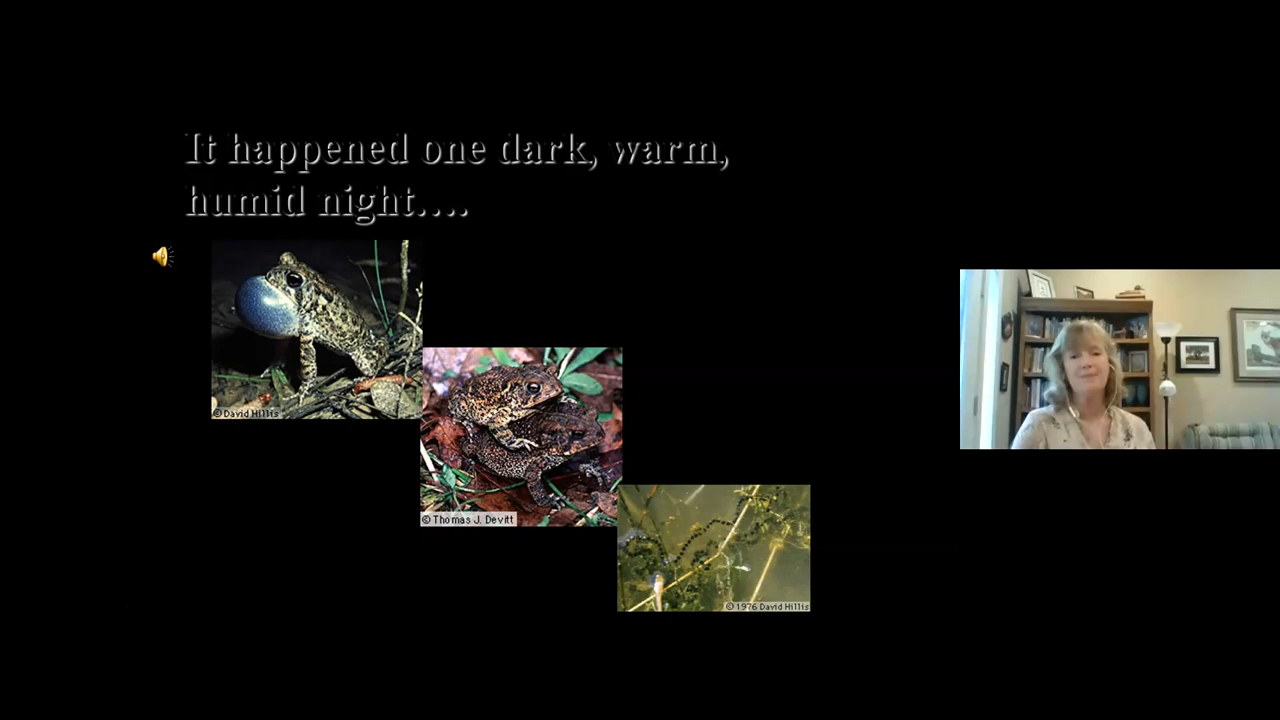 It happened one dark, warm,
humid night....
© David Hillis
© Thomas J. Devitt
© 1976 David Hillis